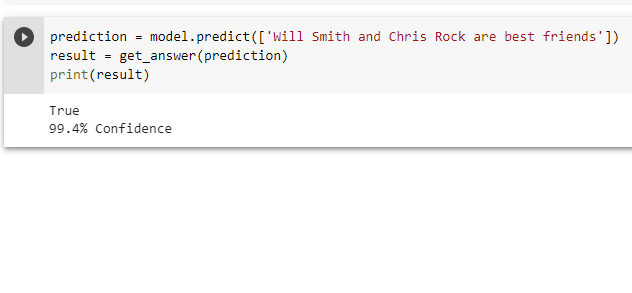 prediction = model.predict(['Will Smith and Chris Rock are best friends'])
result = get_answer(prediction)
print(result)
True
99.4% Confidence